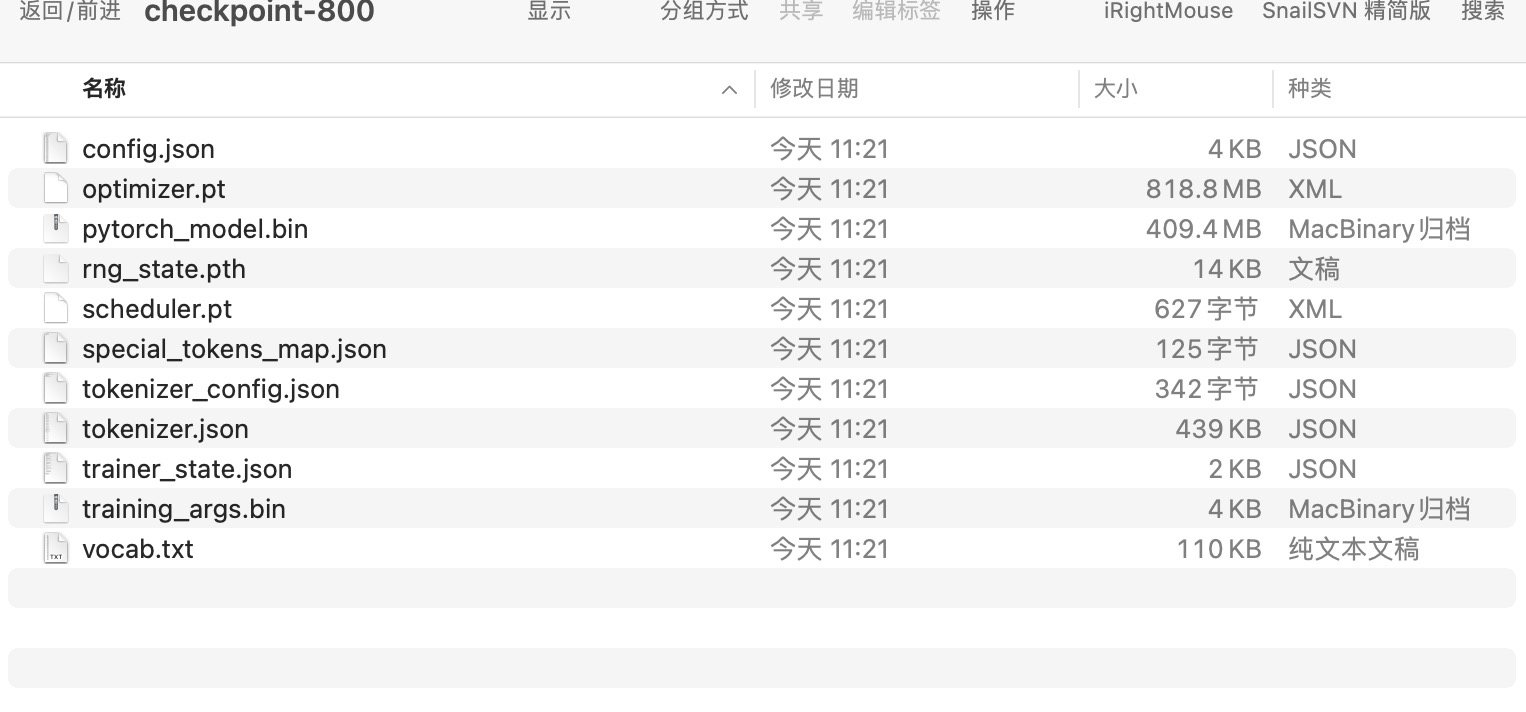 返回/前进 checkpoint-800 显示 分组方式 共享 编辑标签 操作 iRightMouse SnailSVN 精简版 搜索
名称 修改日期 大小 种类
config.json 今天 11:21 4 KB JSON
optimizer.pt 今天 11:21 818.8 MB XML
pytorch_model.bin 今天 11:21 409.4 MB MacBinary归档
rng_state.pth 今天 11:21 14 KB 文稿
scheduler.pt 今天 11:21 627 字节 XML
special_tokens_map.json 今天 11:21 125 字节 JSON
tokenizer_config.json 今天 11:21 342 字节 JSON
tokenizer.json 今天 11:21 439 KB JSON
trainer_state.json 今天 11:21 2 KB JSON
training_args.bin 今天 11:21 4 KB MacBinary归档
TXT vocab.txt 今天 11:21 110 KB 纯文本文稿